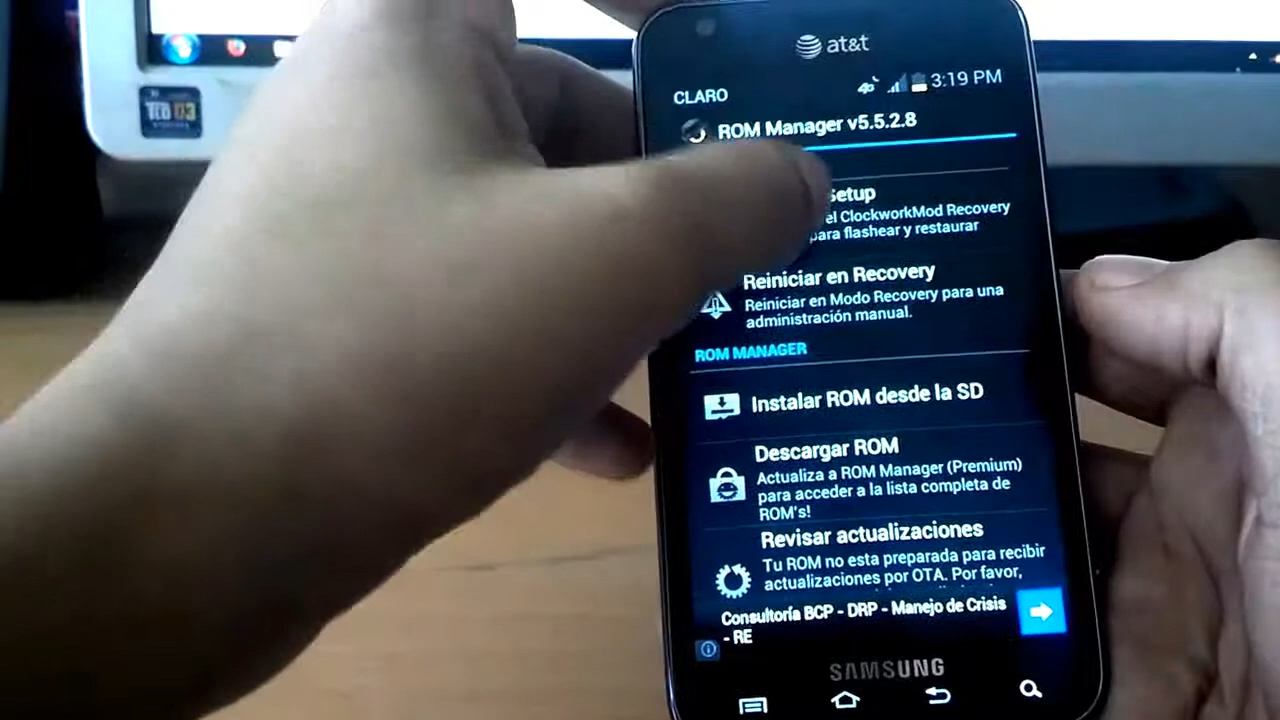 at&t
CLARO
4G
3:19 PM
ROM Manager v5.5.2.8
Setup
el ClockworkMod Recovery
para flashear y restaurar
Reiniciar en Recovery
Reiniciar en Modo Recovery para una
administración manual.
ROM MANAGER
Instalar ROM desde la SD
Descargar ROM
Actualiza a ROM Manager (Premium)
para acceder a la lista completa de
ROM's!
Revisar actualizaciones
Tu ROM no esta preparada para recibir
actualizaciones por OTA. Por favor,
Consultoría BCP - DRP - Manejo de Crisis
- RE
SAMSUNG